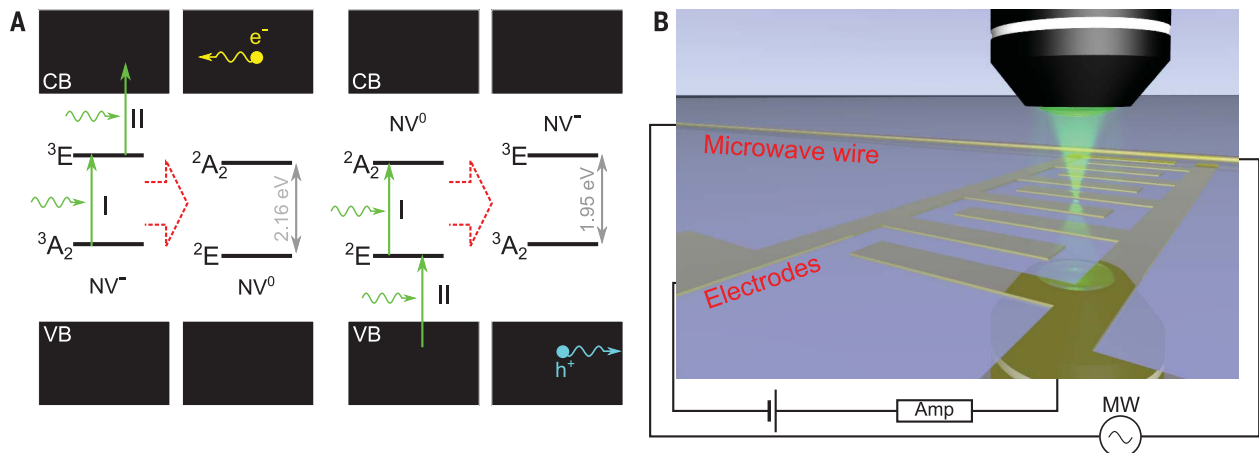 A
CB
e⁻
CB
II
NV⁰
NV⁻
³E
²A₂
²A₂
³E
I
2.16 eV
I
1.95 eV
³A₂
²E
²E
³A₂
NV⁻
NV⁰
II
VB
VB
h⁺
B
Microwave wire
Electrodes
Amp
MW